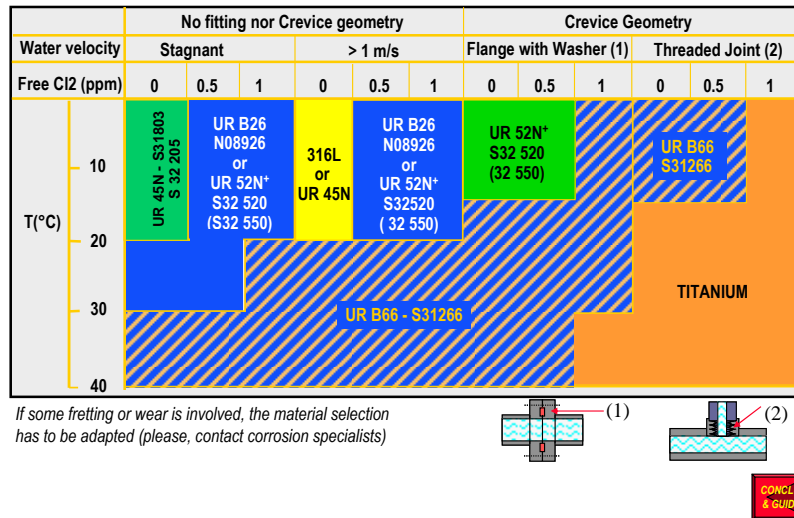 No fitting nor Crevice geometry
Crevice Geometry
Water velocity
Stagnant
> 1 m/s
Flange with Washer (1)
Threaded Joint (2)
Free Cl2 (ppm)
0
0.5
1
0
0.5
1
0
0.5
1
0
0.5
1
T(°C)
10
20
30
40
UR 45N - S31803
S 32 205
UR B26
N08926
or
UR 52N+
S32 520
(S32 550)
316L
or
UR 45N
UR B26
N08926
or
UR 52N+
S32520
( 32 550)
UR 52N+
S32 520
(32 550)
UR B66
S31266
UR B66 - S31266
TITANIUM
If some fretting or wear is involved, the material selection
has to be adapted (please, contact corrosion specialists)
(1)
(2)
CONCL
& GUID